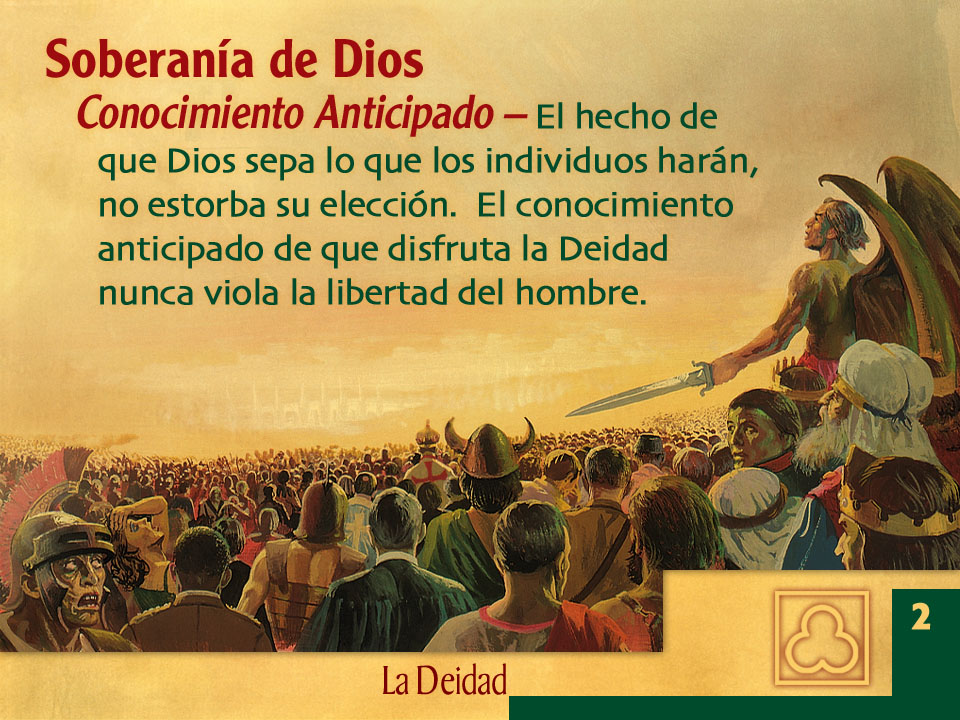 Soberanía de Dios
Conocimiento Anticipado – El hecho de
que Dios sepa lo que los individuos harán,
no estorba su elección.  El conocimiento
anticipado de que disfruta la Deidad
nunca viola la libertad del hombre.
2
La Deidad